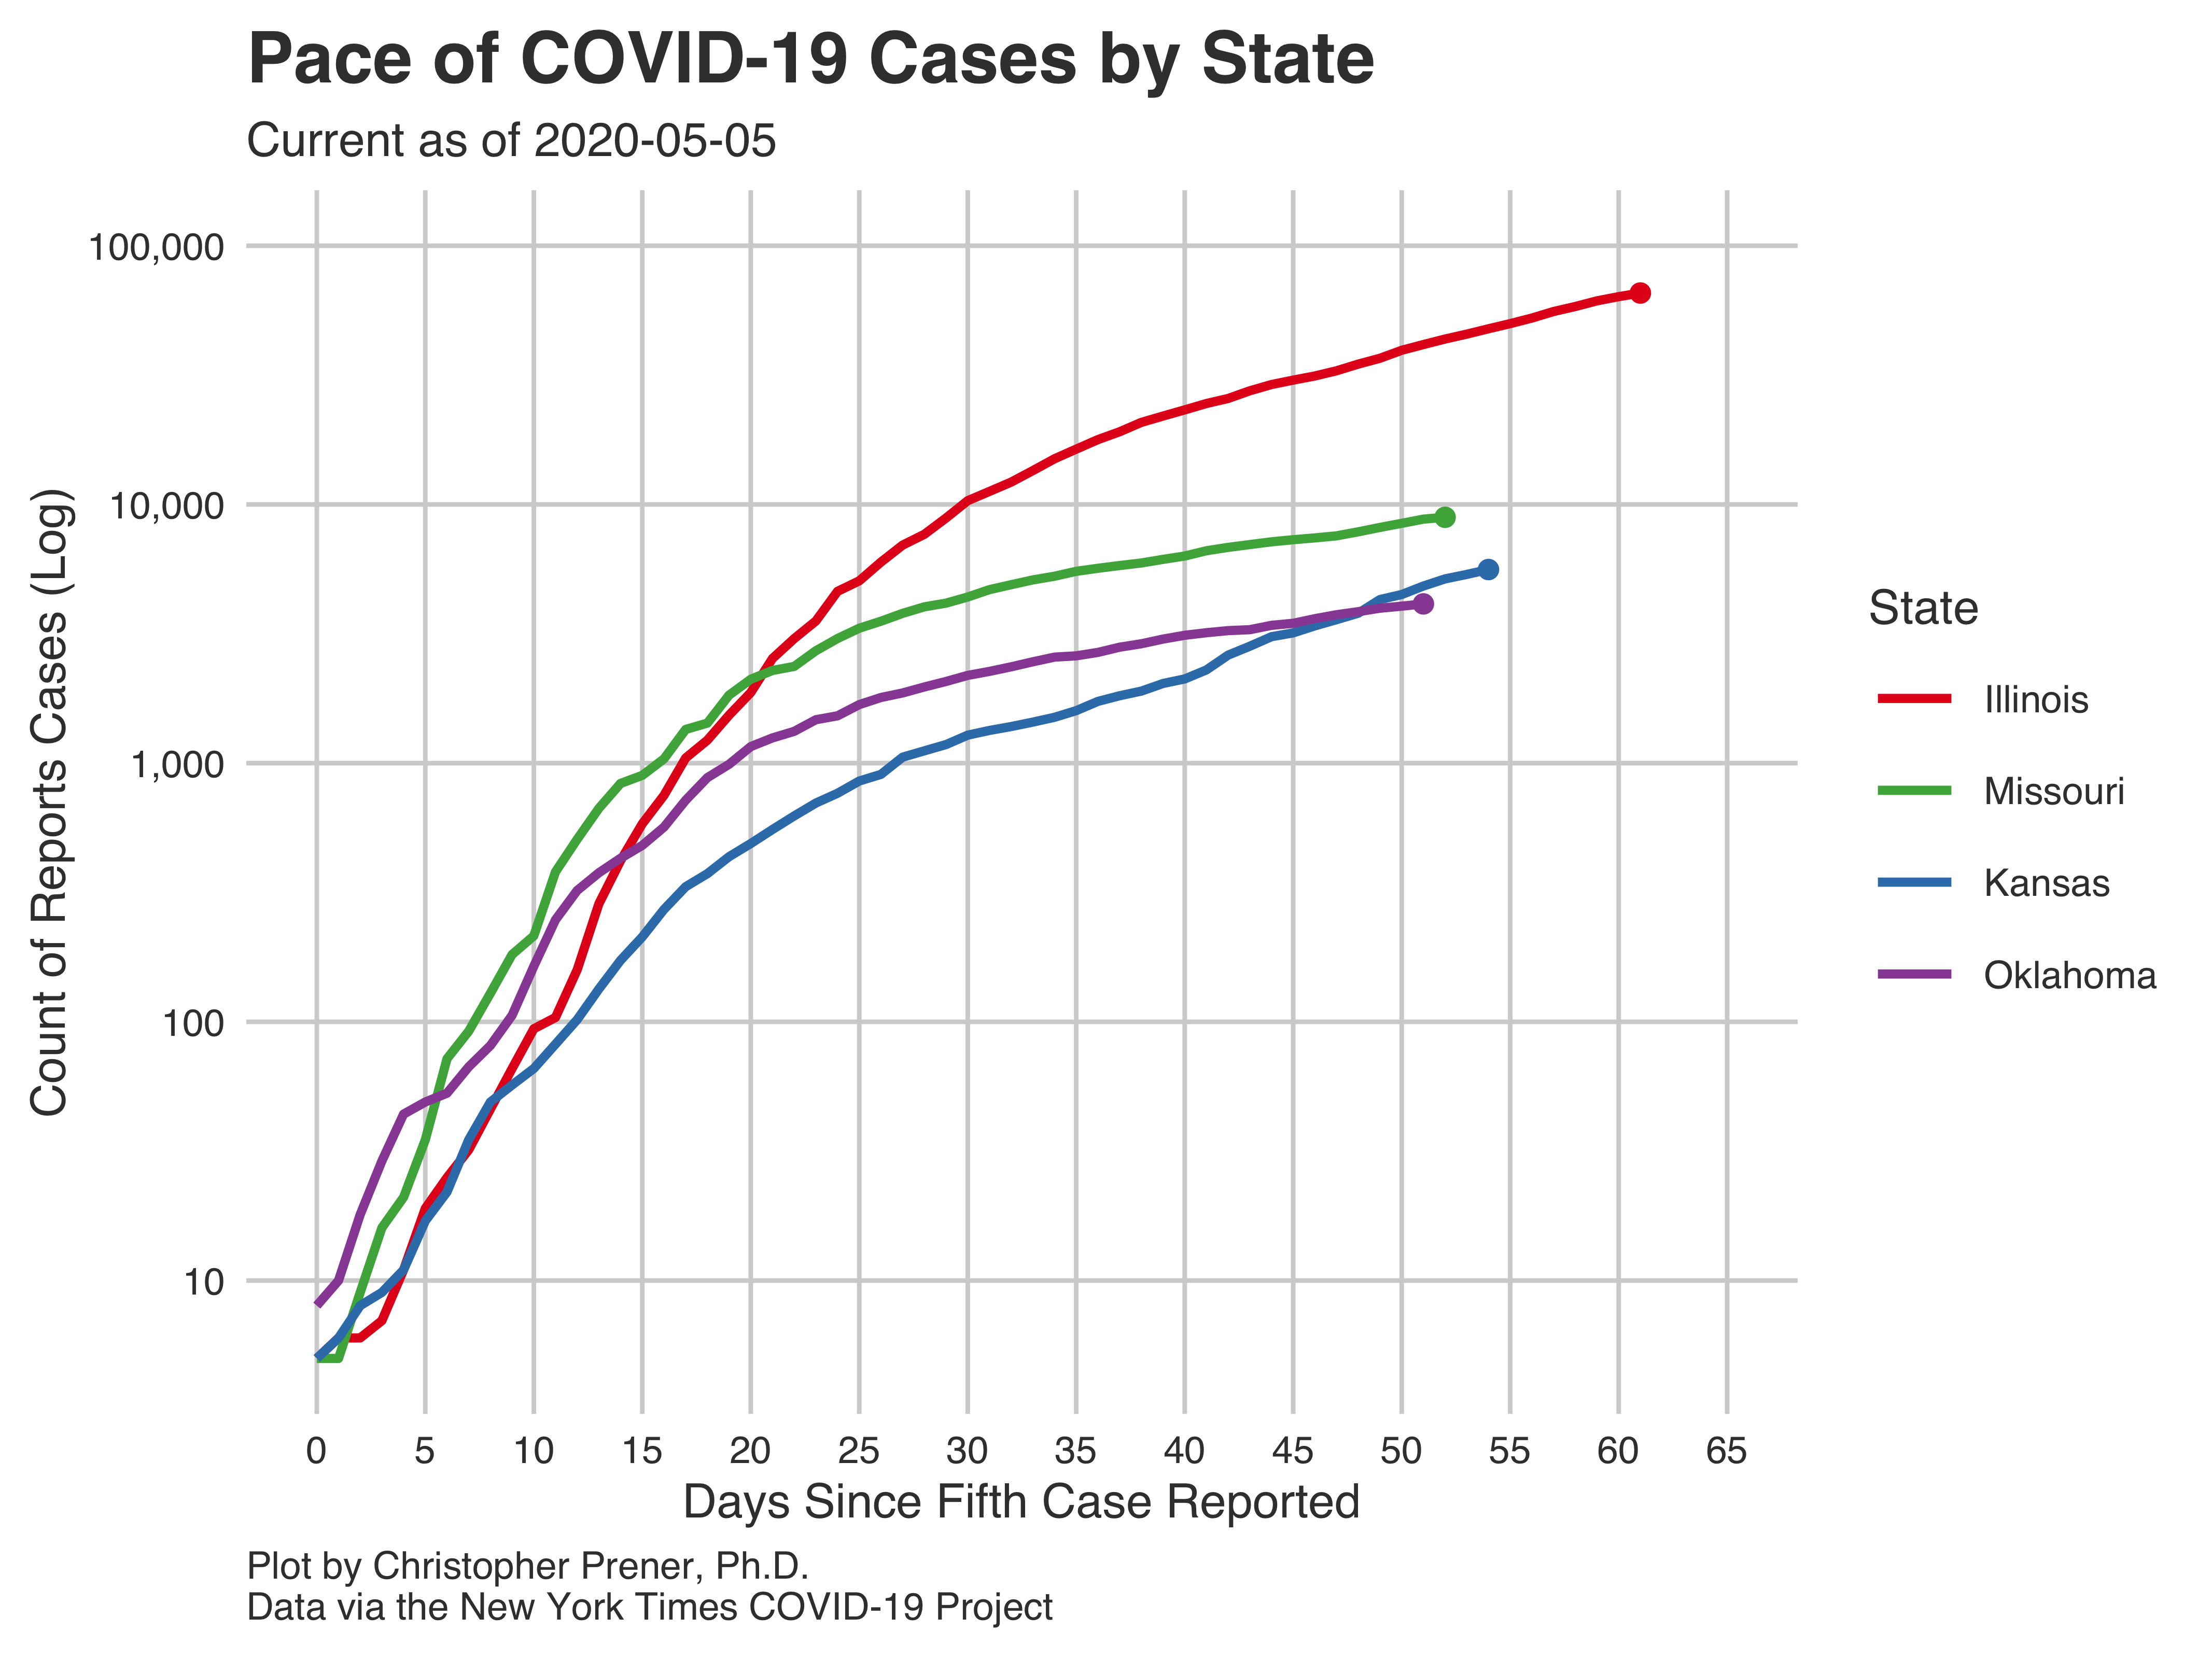 Pace of COVID-19 Cases by State
Current as of 2020-05-05
Count of Reports Cases (Log)
100,000
10,000
1,000
100
10
0 5 10 15 20 25 30 35 40 45 50 55 60 65
Days Since Fifth Case Reported
State
Illinois
Missouri
Kansas
Oklahoma
Plot by Christopher Prener, Ph.D.
Data via the New York Times COVID-19 Project